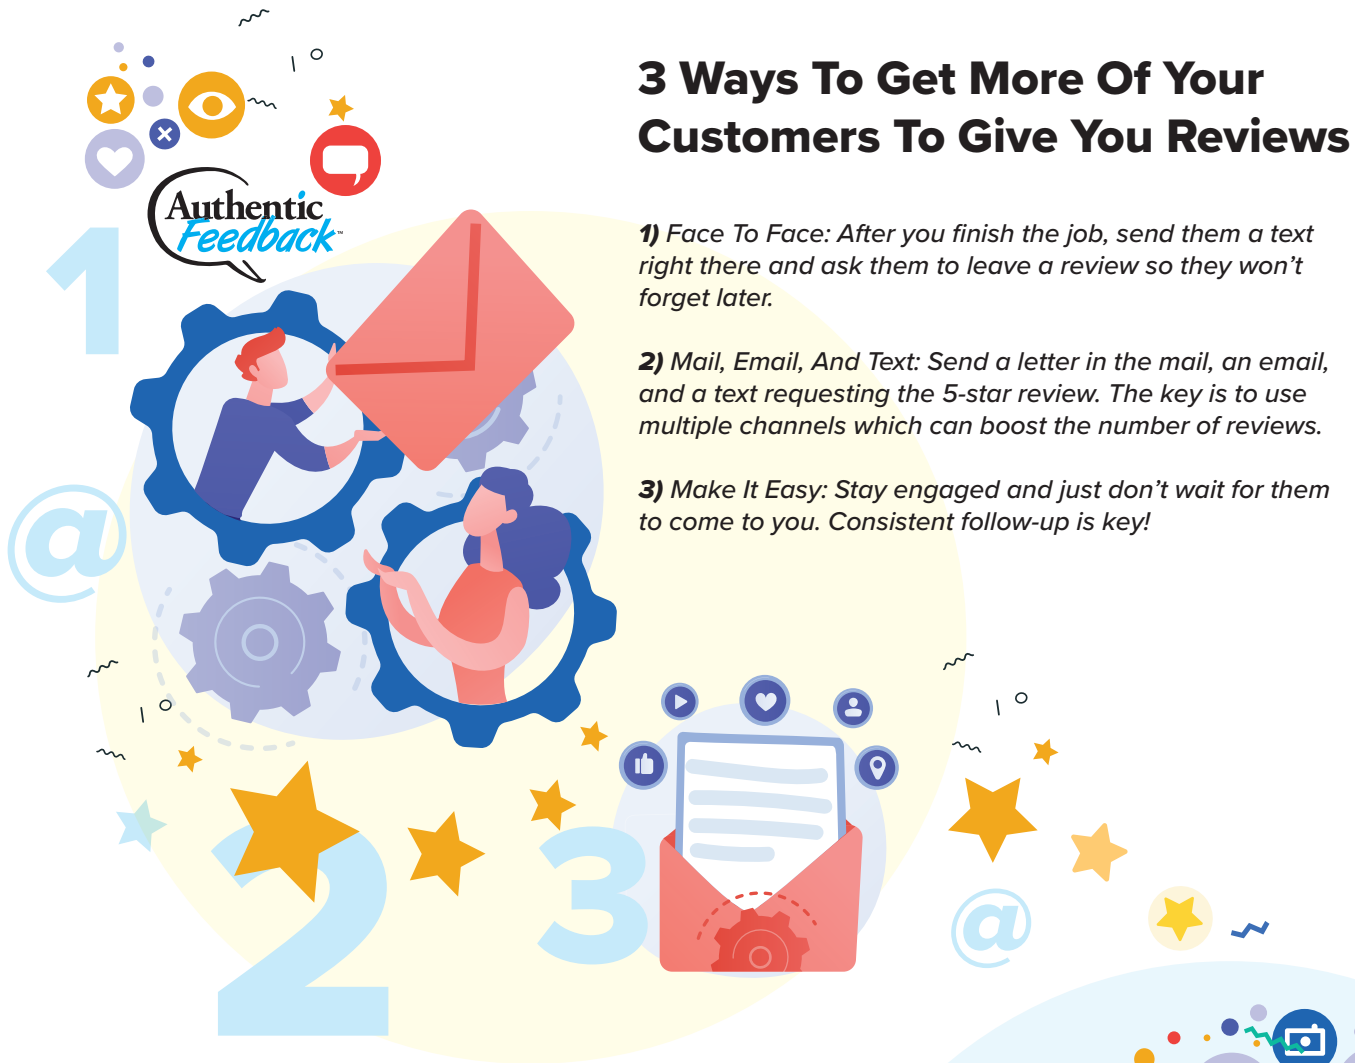 3 Ways To Get More Of Your
Customers To Give You Reviews
Authentic
Feedback™
1) Face To Face: After you finish the job, send them a text
right there and ask them to leave a review so they won’t
forget later.
2) Mail, Email, And Text: Send a letter in the mail, an email,
and a text requesting the 5-star review. The key is to use
multiple channels which can boost the number of reviews.
3) Make It Easy: Stay engaged and just don’t wait for them
to come to you. Consistent follow-up is key!
1
@
2
3
@